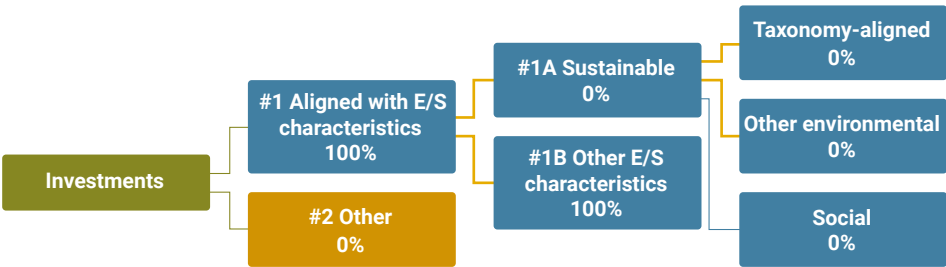 Investments
#1 Aligned with E/S
characteristics
100%
#2 Other
0%
#1A Sustainable
0%
#1B Other E/S
characteristics
100%
Taxonomy-aligned
0%
Other environmental
0%
Social
0%